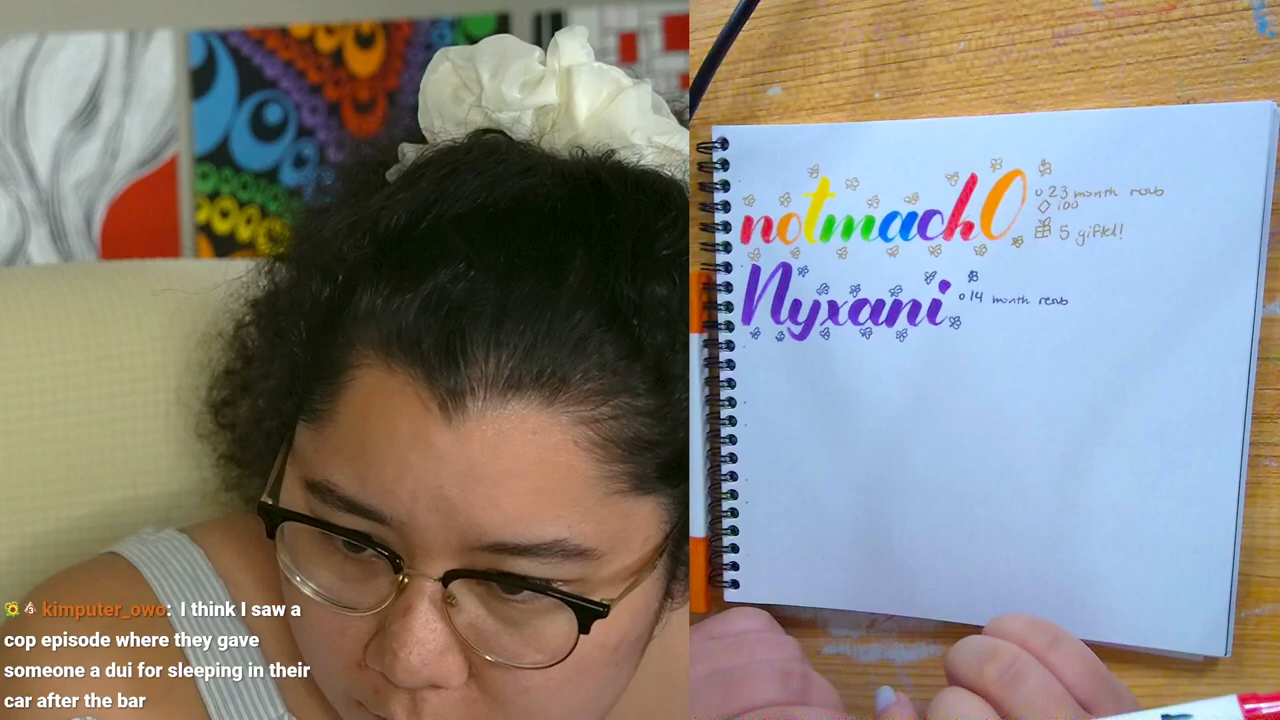 kimputer_owo: I think I saw a
cop episode where they gave
someone a dui for sleeping in their
car after the bar
notmachO
23 month resub
100
5 gifted!
Nyxani
14 month resub